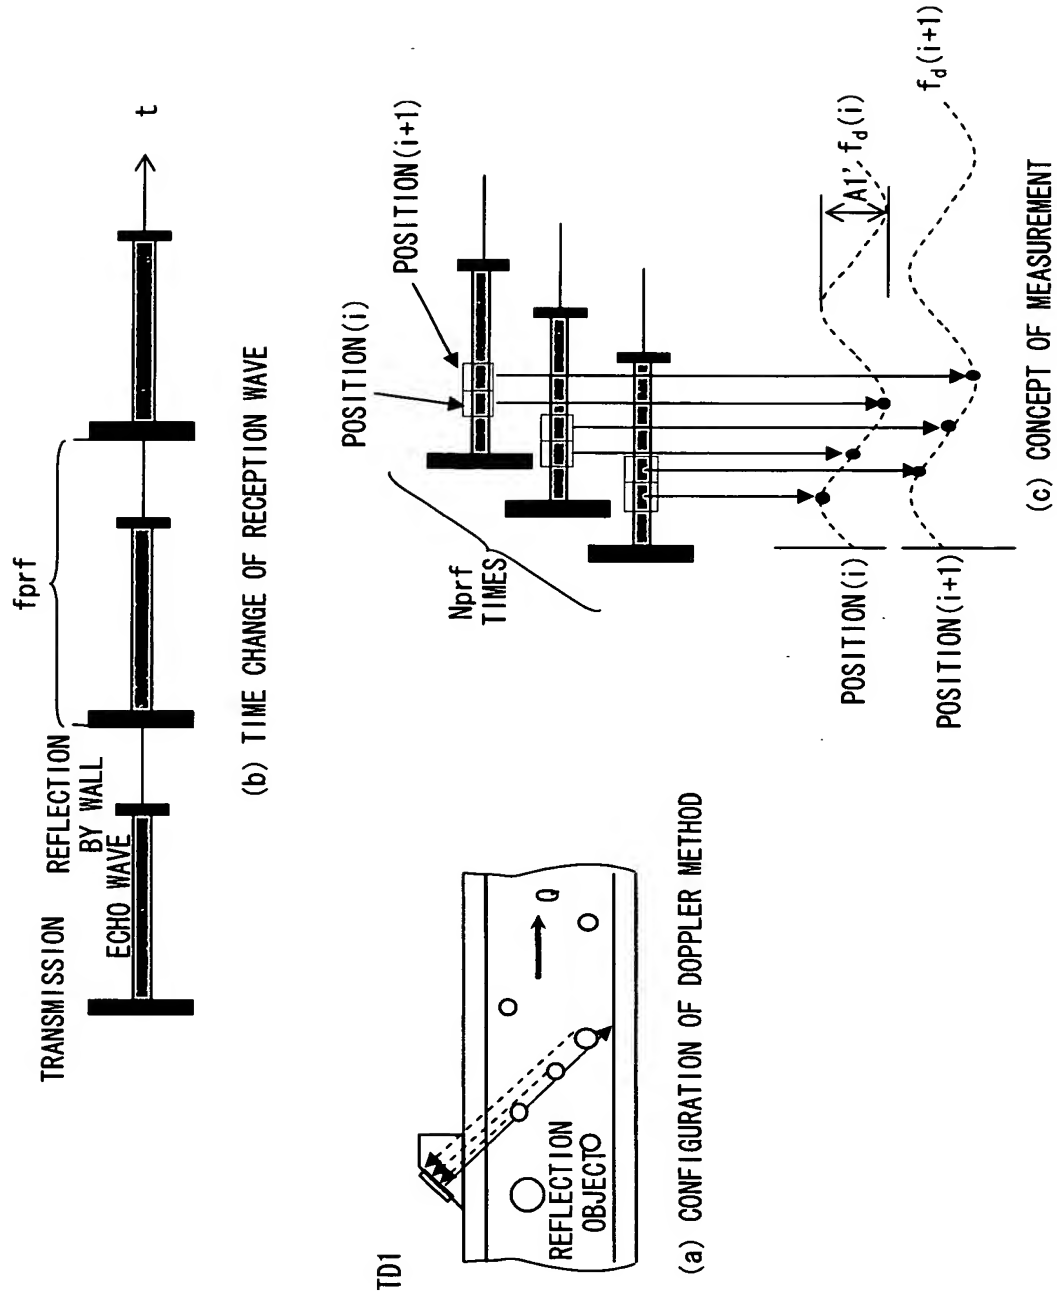 TD1
REFLECTION
OBJECT
Q
(a) CONFIGURATION OF DOPPLER METHOD
TRANSMISSION
REFLECTION
BY WALL
ECHO WAVE
fprf
t
(b) TIME CHANGE OF RECEPTION WAVE
Nprf
TIMES
POSITION(i)
POSITION(i+1)
POSITION(i)
A1'
fd(i)
POSITION(i+1)
fd(i+1)
(c) CONCEPT OF MEASUREMENT